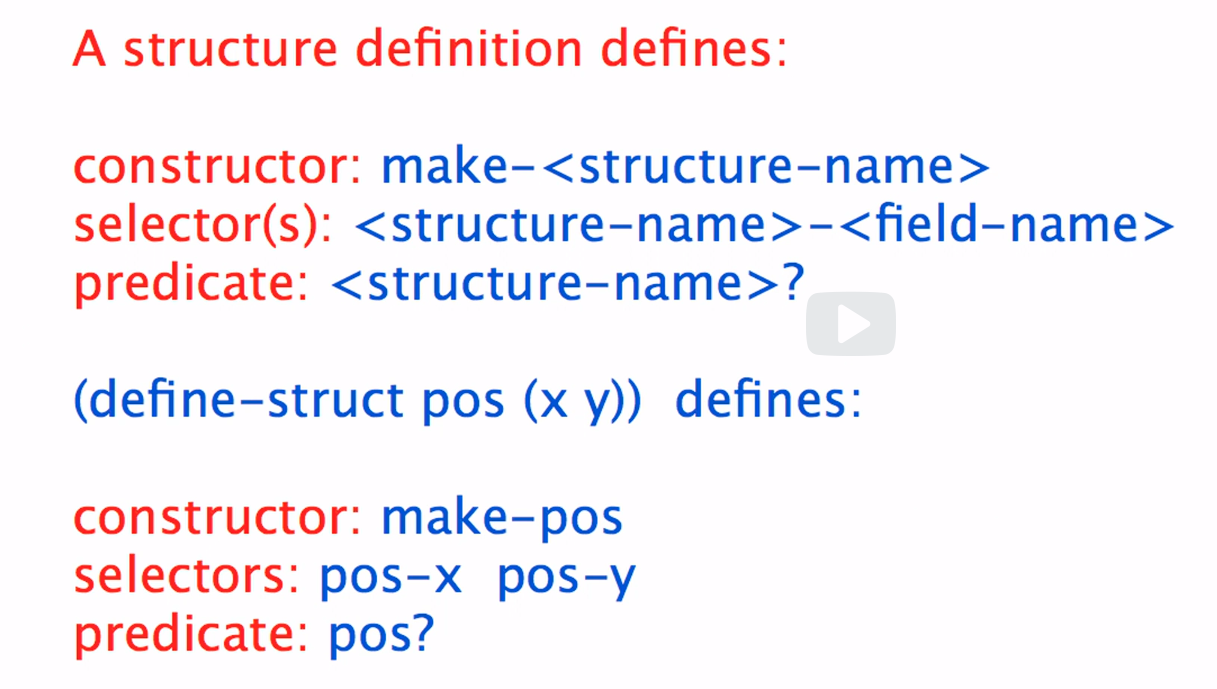 A structure definition defines:
constructor: make-<structure-name>
selector(s): <structure-name>-<field-name>
predicate: <structure-name>?
(define-struct pos (x y))  defines:
constructor: make-pos
selectors: pos-x  pos-y
predicate: pos?